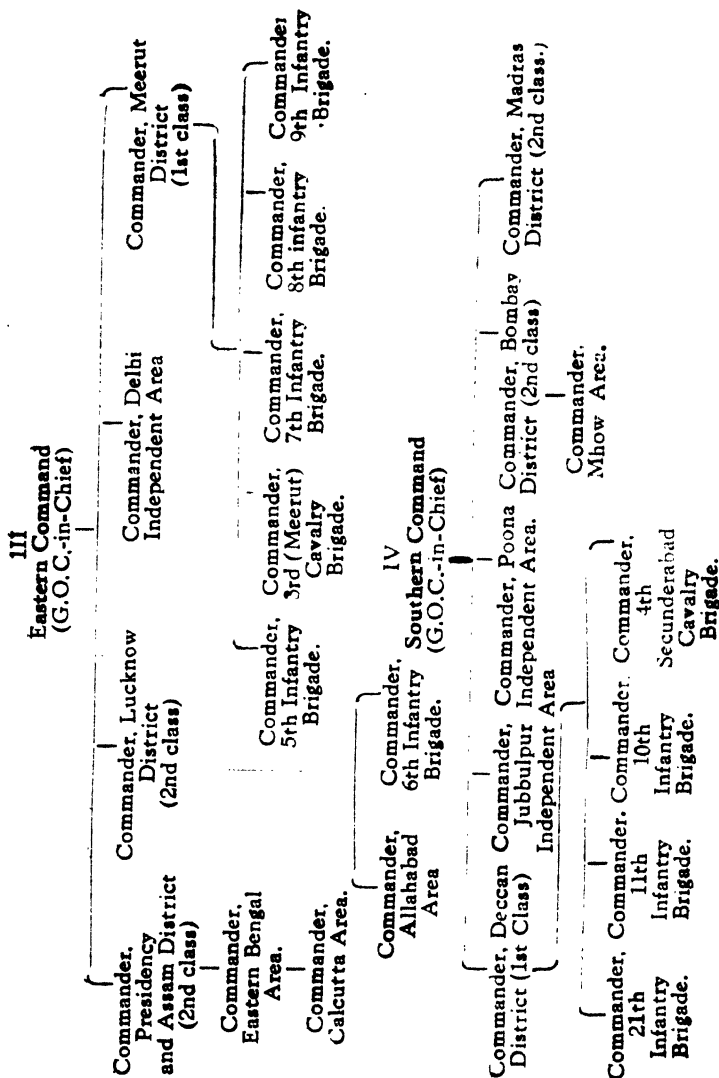 III
Eastern Command
(G.O.C.-in-Chief)
Commander,
Presidency
and Assam District
(2nd class)
Commander, Lucknow
District
(2nd class)
Commander, Delhi
Independent Area
Commander, Meerut
District
(1st class)
Commander,
Eastern Bengal
Area.
Commander,
Calcutta Area.
Commander,
5th Infantry
Brigade.
Commander,
3rd (Meerut)
Cavalry
Brigade.
Commander,
7th Infantry
Brigade.
Commander,
8th infantry
Brigade.
Commander
9th Infantry
Brigade.
Commander,
Allahabad
Area
Commander,
6th Infantry
Brigade.
IV
Southern Command
(G.O.C.-in-Chief)
Commander, Deccan
District (1st Class)
Commander,
Jubbulpur
Independent Area
Commander, Poona
Independent Area.
Commander, Bombay
District (2nd class)
Commander, Madras
District (2nd class.)
Commander.
Mhow Area.
Commander,
21th
Infantry
Brigade.
Commander.
11th
Infantry
Brigade.
Commander.
10th
Infantry
Brigade.
Commander.
4th
Secunderabad
Cavalry
Brigade.